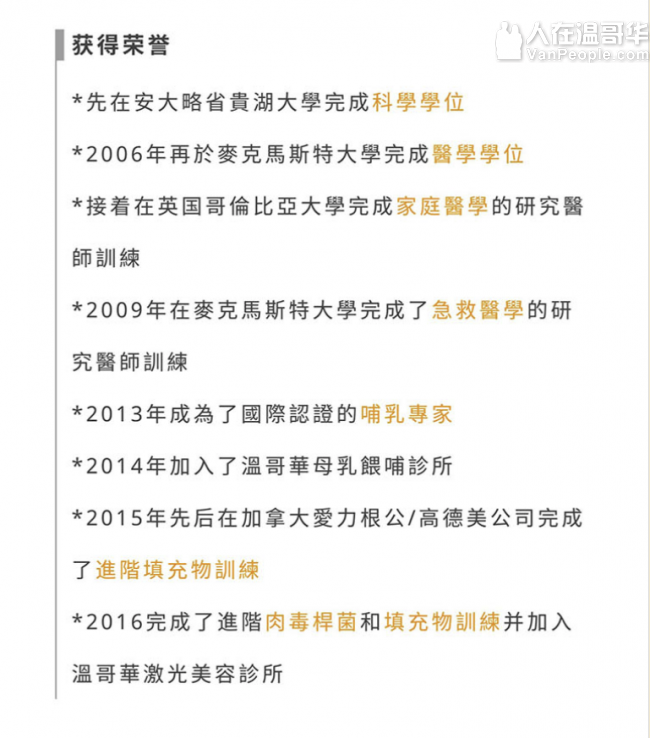 人在温哥华
VanPeople.com
获得荣誉
*先在安大略省貴湖大學完成科學學位
*2006年再於麥克馬斯特大學完成醫學學位
*接着在英国哥倫比亞大學完成家庭醫學的研究醫
師訓練
*2009年在麥克馬斯特大學完成了急救醫學的研
究醫師訓練
*2013年成為了國際認證的哺乳專家
*2014年加入了溫哥華母乳餵哺診所
*2015年先后在加拿大愛力根公/高德美公司完成
了進階填充物訓練
*2016完成了進階肉毒桿菌和填充物訓練并加入
溫哥華激光美容診所